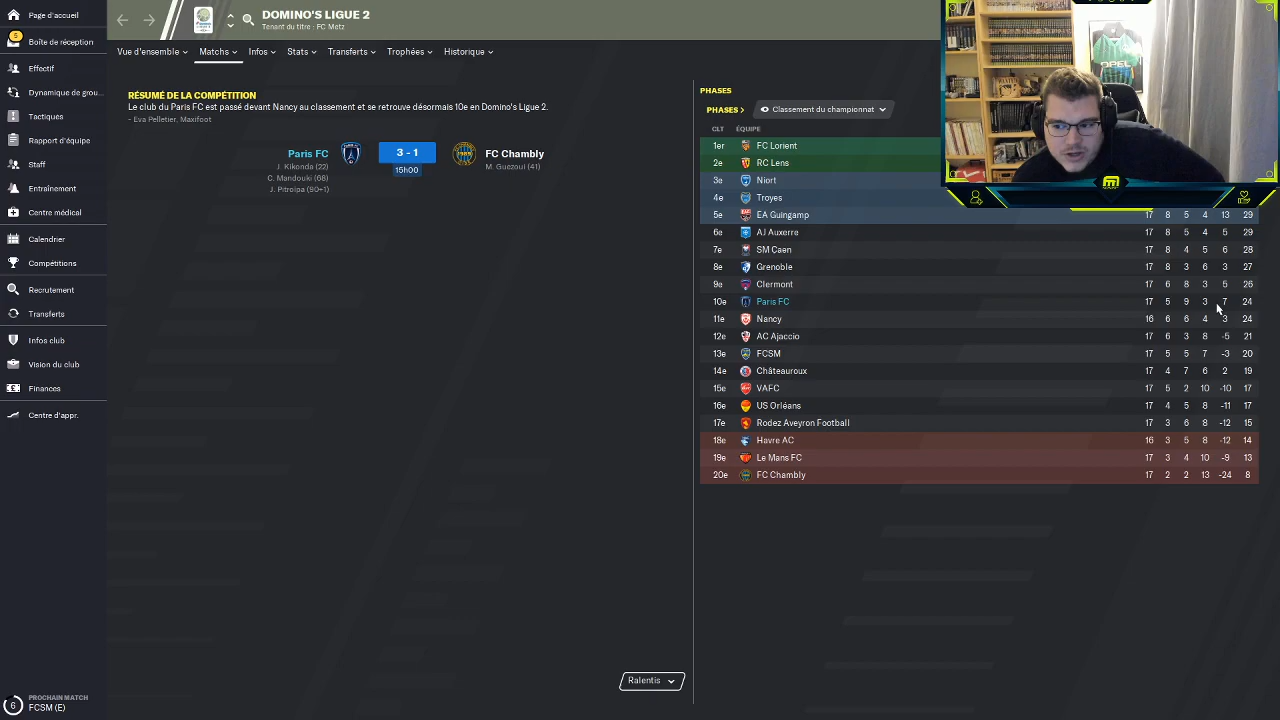 Page d'accueil
5
Boîte de réception
Effectif
Dynamique de grou...
Tactiques
Rapport d'équipe
Staff
Entraînement
Centre médical
Calendrier
Compétitions
Recrutement
Transferts
Infos club
Vision du club
Finances
Centre d'appr.
6
PROCHAIN MATCH
FCSM (E)
DOMINO'S LIGUE 2
Tenant du titre · FC Metz
Vue d'ensemble Matchs Infos Stats Transferts Trophées Historique
RÉSUMÉ DE LA COMPÉTITION
Le club du Paris FC est passé devant Nancy au classement et se retrouve désormais 10e en Domino's Ligue 2.
- Eva Pelletier, Maxifoot
Paris FC 3 - 1 FC Chambly
J. Kikonda (22) 15h00 M. Guezoui (41)
C. Mandouki (68)
J. Pitroipa (90+1)
Ralentis
PHASES
PHASES > Classement du championnat
CLT ÉQUIPE
1er FC Lorient
2e RC Lens
3e Niort
4e Troyes
5e EA Guingamp 17 8 5 4 13 29
6e AJ Auxerre 17 8 5 4 5 29
7e SM Caen 17 8 4 5 6 28
8e Grenoble 17 8 3 6 3 27
9e Clermont 17 6 8 3 5 26
10e Paris FC 17 5 9 3 7 24
11e Nancy 16 6 6 4 3 24
12e AC Ajaccio 17 6 3 8 -5 21
13e FCSM 17 5 5 7 -3 20
14e Châteauroux 17 4 7 6 2 19
15e VAFC 17 5 2 10 -10 17
16e US Orléans 17 4 5 8 -11 17
17e Rodez Aveyron Football 17 3 6 8 -12 15
18e Havre AC 16 3 5 8 -12 14
19e Le Mans FC 17 3 4 10 -9 13
20e FC Chambly 17 2 2 13 -24 8
OPEL